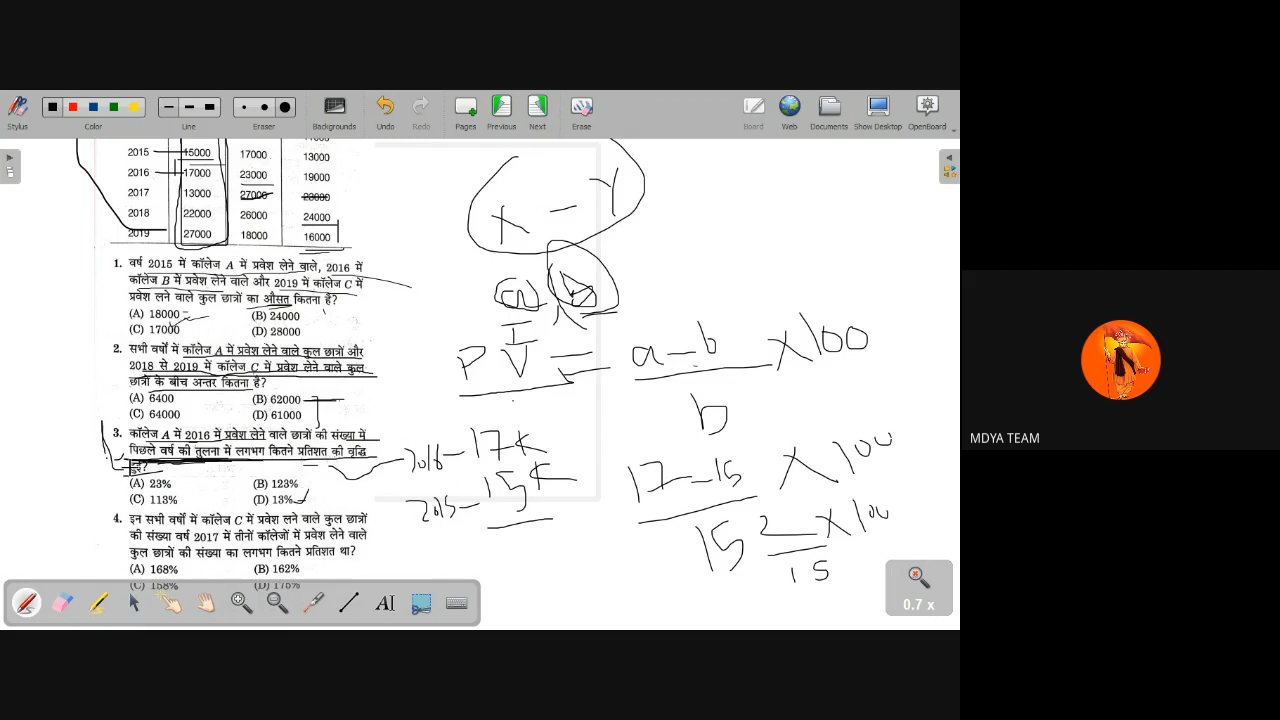 Stylus
Color
Line
Eraser
Backgrounds
Undo
Redo
Pages
Previous
Next
Erase
Board
Web
Documents
Show Desktop
OpenBoard
2015 15000 17000 13000
2016 17000 23000 19000
2017 13000 27000 23000
2018 22000 26000 24000
2019 27000 18000 16000
1. वर्ष 2015 में कॉलेज A में प्रवेश लेने वाले, 2016 में
कॉलेज B में प्रवेश लेने वाले और 2019 में कॉलेज C में
प्रवेश लेने वाले कुल छात्रों का औसत कितना है?
(A) 18000 (B) 24000
(C) 17000 (D) 28000
2. सभी वर्षों में कॉलेज A में प्रवेश लेने वाले कुल छात्रों और
2018 से 2019 में कॉलेज C में प्रवेश लेने वाले कुल
छात्रों के बीच अन्तर कितना है?
(A) 6400 (B) 62000
(C) 64000 (D) 61000
3. कॉलेज A में 2016 में प्रवेश लेने वाले छात्रों की संख्या में
पिछले वर्ष की तुलना में लगभग कितने प्रतिशत की वृद्धि
हुई?
(A) 23% (B) 123%
(C) 113% (D) 13%
4. इन सभी वर्षों में कॉलेज C में प्रवेश लेने वाले कुल छात्रों
की संख्या वर्ष 2017 में तीनों कॉलेजों में प्रवेश लेने वाले
कुल छात्रों की संख्या का लगभग कितने प्रतिशत था?
(A) 168% (B) 162%
(C) 158% (D) 175%
X - Y
I
P V = a-b X 100
b
2016 - 17K
2015 - 15K
17 - 15 X 100
15
2 X 100
15
AI
0.7 x
MDYA TEAM